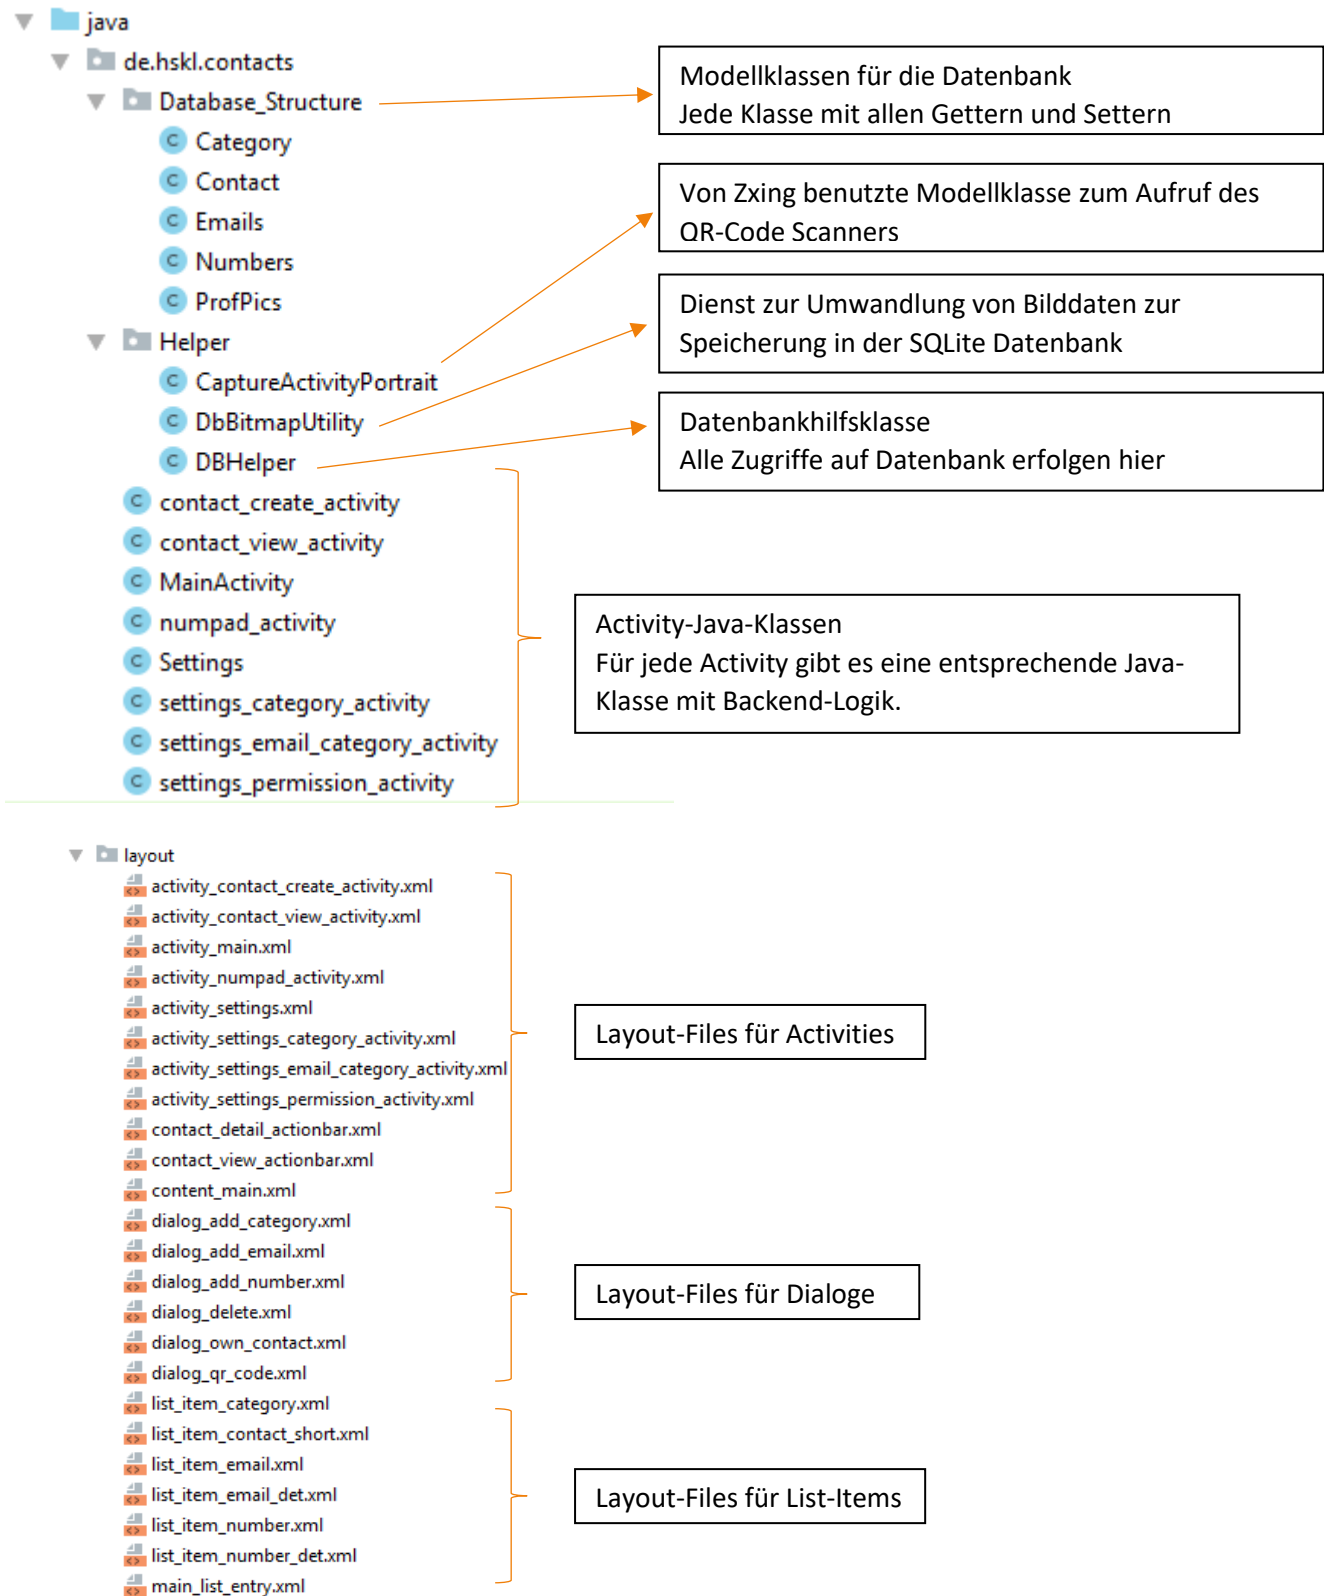 java
de.hskl.contacts
Database_Structure
Category
Contact
Emails
Numbers
ProfPics
Helper
CaptureActivityPortrait
DbBitmapUtility
DBHelper
contact_create_activity
contact_view_activity
MainActivity
numpad_activity
Settings
settings_category_activity
settings_email_category_activity
settings_permission_activity
Modellklassen für die Datenbank
Jede Klasse mit allen Gettern und Settern
Von Zxing benutzte Modellklasse zum Aufruf des
QR-Code Scanners
Dienst zur Umwandlung von Bilddaten zur
Speicherung in der SQLite Datenbank
Datenbankhilfsklasse
Alle Zugriffe auf Datenbank erfolgen hier
Activity-Java-Klassen
Für jede Activity gibt es eine entsprechende Java-
Klasse mit Backend-Logik.
layout
activity_contact_create_activity.xml
activity_contact_view_activity.xml
activity_main.xml
activity_numpad_activity.xml
activity_settings.xml
activity_settings_category_activity.xml
activity_settings_email_category_activity.xml
activity_settings_permission_activity.xml
contact_detail_actionbar.xml
contact_view_actionbar.xml
content_main.xml
dialog_add_category.xml
dialog_add_email.xml
dialog_add_number.xml
dialog_delete.xml
dialog_own_contact.xml
dialog_qr_code.xml
list_item_category.xml
list_item_contact_short.xml
list_item_email.xml
list_item_email_det.xml
list_item_number.xml
list_item_number_det.xml
main_list_entry.xml
Layout-Files für Activities
Layout-Files für Dialoge
Layout-Files für List-Items